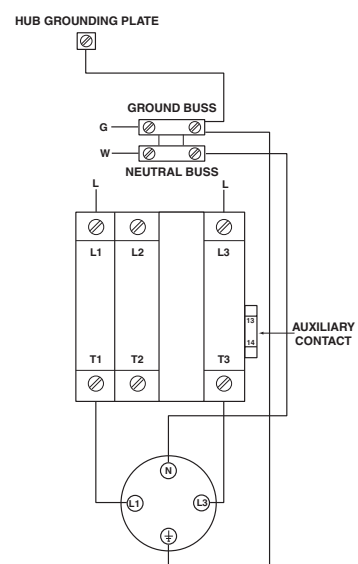 HUB GROUNDING PLATE
GROUND BUSS
G
W
NEUTRAL BUSS
L L
L1 L2 L3
13
AUXILIARY
CONTACT
14
T1 T2 T3
N
L1 L3